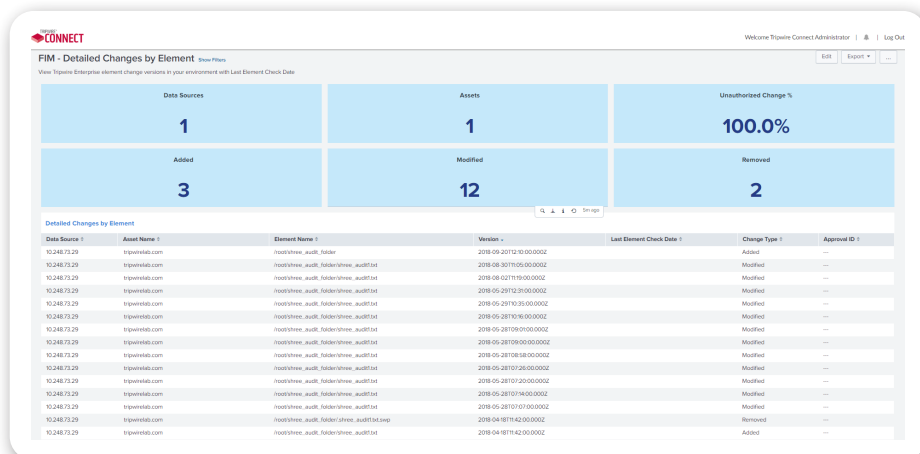 TRIPWIRE
CONNECT
Welcome Tripwire Connect Administrator | | Log Out
FIM - Detailed Changes by Element Show Filters
Edit Export ...
View Tripwire Enterprise element change versions in your environment with Last Element Check Date
Data Sources Assets Unauthorized Change %
1 1 100.0%
Added Modified Removed
3 12 2
5m ago
Detailed Changes by Element
Data Source Asset Name Element Name Version Last Element Check Date Change Type Approval ID
10.248.73.29 tripwirelab.com /root/shree_audit_folder 2018-09-20T12:10:00.000Z Added ---
10.248.73.29 tripwirelab.com /root/shree_audit_folder/shree_audit1.txt 2018-08-30T11:05:00.000Z Modified ---
10.248.73.29 tripwirelab.com /root/shree_audit_folder/shree_audit1.txt 2018-08-02T11:19:00.000Z Modified ---
10.248.73.29 tripwirelab.com /root/shree_audit_folder/shree_audit1.txt 2018-05-29T12:31:00.000Z Modified ---
10.248.73.29 tripwirelab.com /root/shree_audit_folder/shree_audit1.txt 2018-05-29T10:35:00.000Z Modified ---
10.248.73.29 tripwirelab.com /root/shree_audit_folder/shree_audit1.txt 2018-05-28T10:16:00.000Z Modified ---
10.248.73.29 tripwirelab.com /root/shree_audit_folder/shree_audit1.txt 2018-05-28T09:01:00.000Z Modified ---
10.248.73.29 tripwirelab.com /root/shree_audit_folder/shree_audit1.txt 2018-05-28T09:00:00.000Z Modified ---
10.248.73.29 tripwirelab.com /root/shree_audit_folder/shree_audit1.txt 2018-05-28T08:58:00.000Z Modified ---
10.248.73.29 tripwirelab.com /root/shree_audit_folder/shree_audit1.txt 2018-05-28T07:26:00.000Z Modified ---
10.248.73.29 tripwirelab.com /root/shree_audit_folder/shree_audit1.txt 2018-05-28T07:20:00.000Z Modified ---
10.248.73.29 tripwirelab.com /root/shree_audit_folder/shree_audit1.txt 2018-05-28T07:14:00.000Z Modified ---
10.248.73.29 tripwirelab.com /root/shree_audit_folder/shree_audit1.txt 2018-05-28T07:07:00.000Z Modified ---
10.248.73.29 tripwirelab.com /root/shree_audit_folder/.shree_audit1.txt.swp 2018-04-18T11:42:00.000Z Removed ---
10.248.73.29 tripwirelab.com /root/shree_audit_folder/shree_audit1.txt 2018-04-18T11:42:00.000Z Added ---